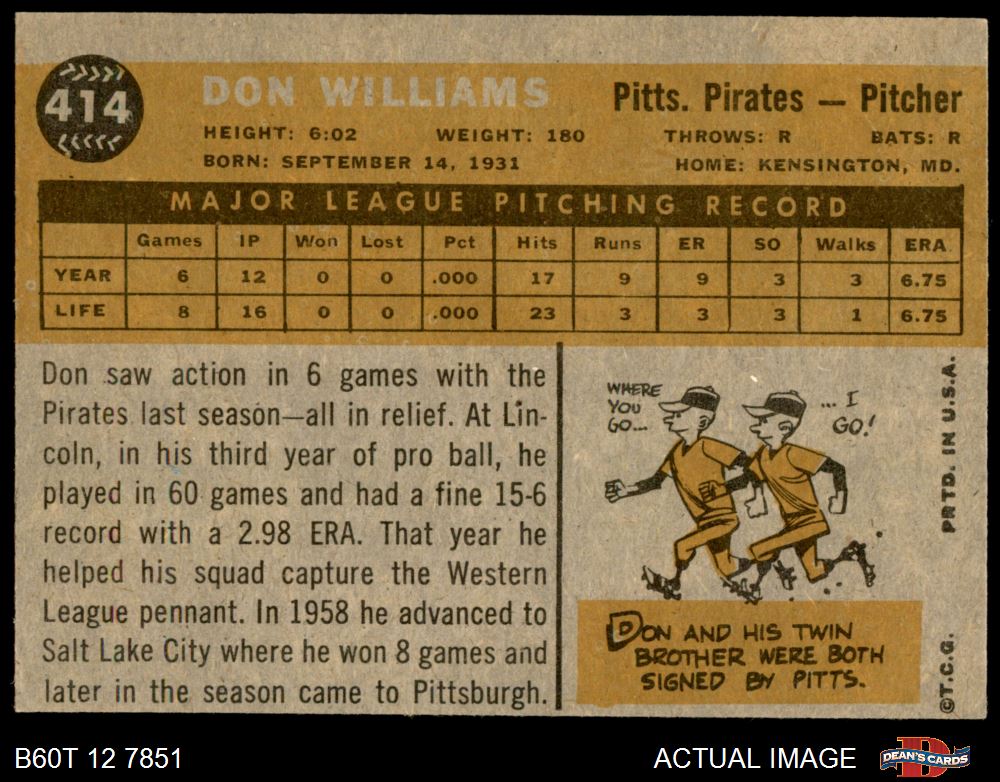 414
DON WILLIAMS
Pitts. Pirates — Pitcher
HEIGHT: 6:02 WEIGHT: 180 THROWS: R BATS: R
BORN: SEPTEMBER 14, 1931 HOME: KENSINGTON, MD.
MAJOR LEAGUE PITCHING RECORD
Games IP Won Lost Pct Hits Runs ER SO Walks ERA
YEAR 6 12 0 0 .000 17 9 9 3 3 6.75
LIFE 8 16 0 0 .000 23 3 3 3 1 6.75
Don saw action in 6 games with the
Pirates last season—all in relief. At Lin-
coln, in his third year of pro ball, he
played in 60 games and had a fine 15-6
record with a 2.98 ERA. That year he
helped his squad capture the Western
League pennant. In 1958 he advanced to
Salt Lake City where he won 8 games and
later in the season came to Pittsburgh.
WHERE
YOU
GO...
... I
GO!
DON AND HIS TWIN
BROTHER WERE BOTH
SIGNED BY PITTS.
©T.C.G. PRTD. IN U.S.A.
B60T 12 7851 ACTUAL IMAGE
DEAN'S CARDS